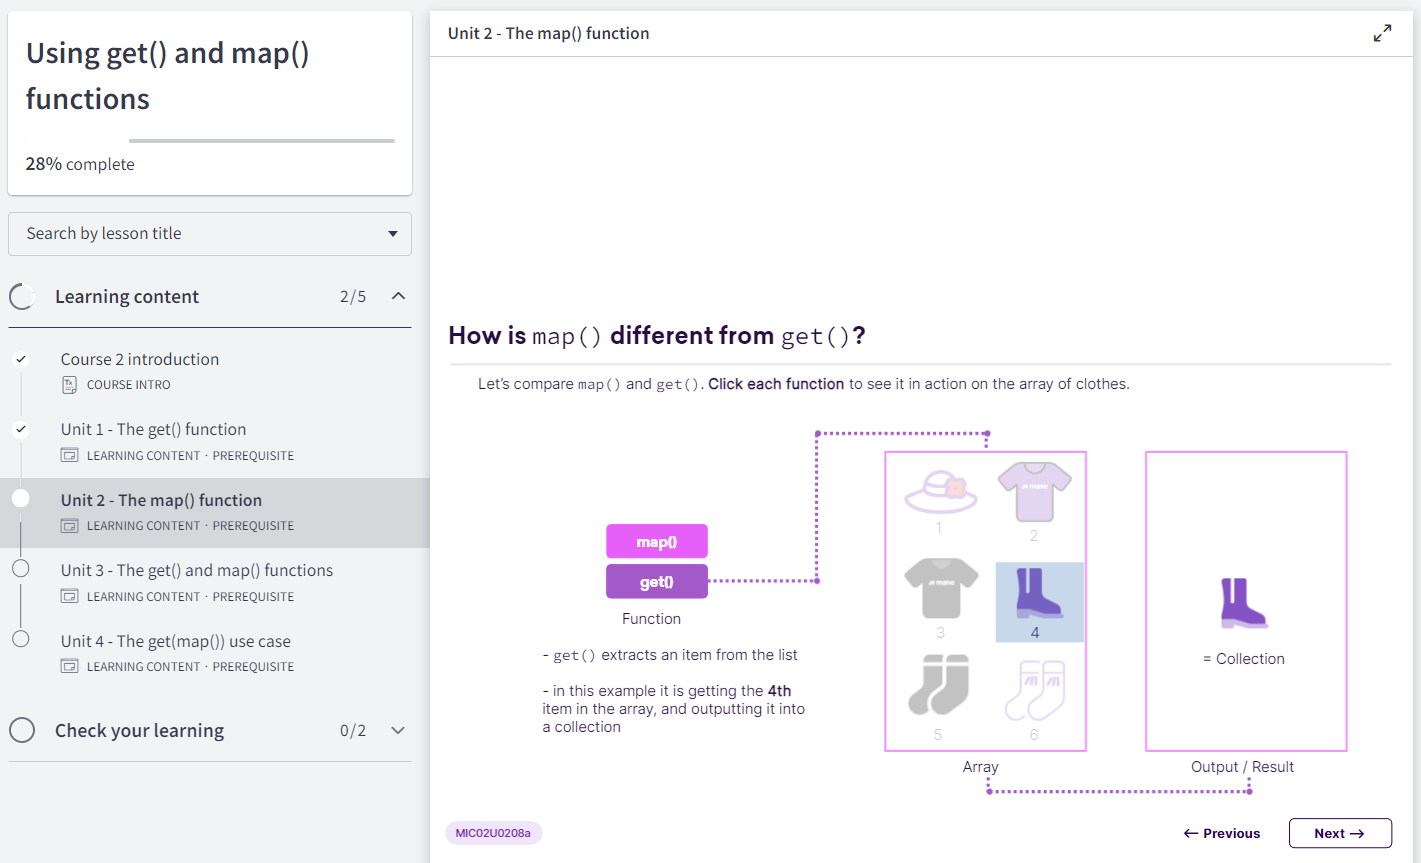 Using get() and map()
functions
28% complete
Search by lesson title
Learning content 2/5
Course 2 introduction
COURSE INTRO
Unit 1 - The get() function
LEARNING CONTENT · PREREQUISITE
Unit 2 - The map() function
LEARNING CONTENT · PREREQUISITE
Unit 3 - The get() and map() functions
LEARNING CONTENT · PREREQUISITE
Unit 4 - The get(map()) use case
LEARNING CONTENT · PREREQUISITE
Check your learning 0/2
Unit 2 - The map() function
How is map() different from get()?
Let's compare map() and get(). Click each function to see it in action on the array of clothes.
map()
get()
Function
- get() extracts an item from the list
- in this example it is getting the 4th
item in the array, and outputting it into
a collection
make
1
2
make
3
4
5
6
Array
= Collection
Output / Result
MIC02U0208a
← Previous
Next →